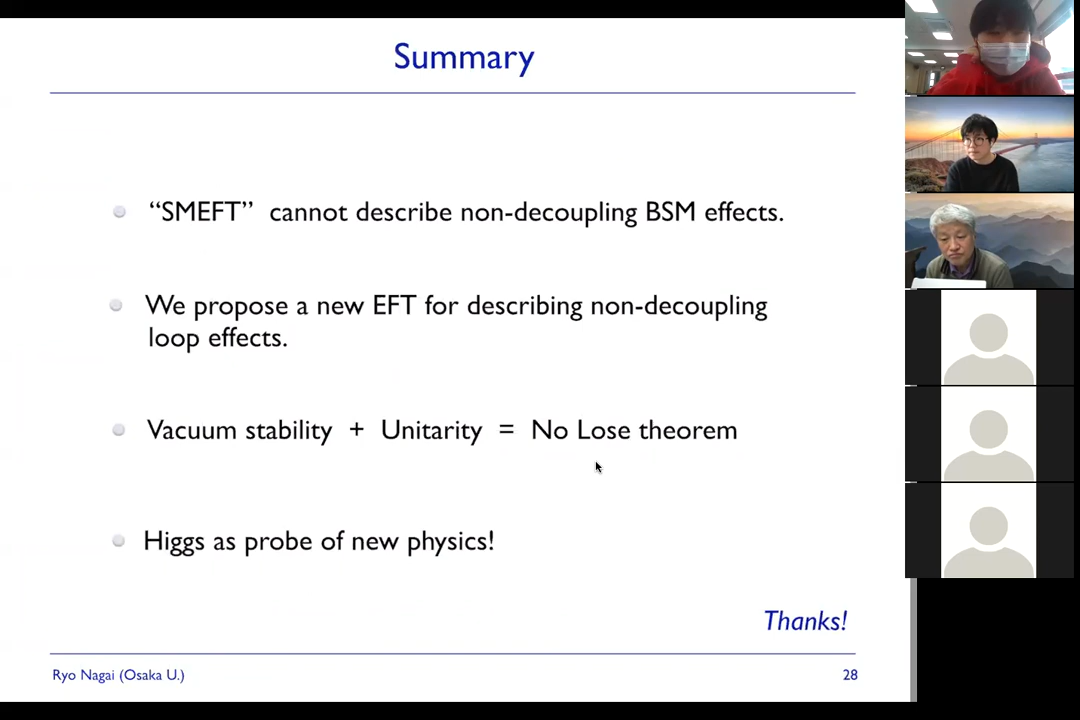 Summary
“SMEFT” cannot describe non-decoupling BSM effects.
We propose a new EFT for describing non-decoupling
loop effects.
Vacuum stability + Unitarity = No Lose theorem
Higgs as probe of new physics!
Thanks!
Ryo Nagai (Osaka U.)
28